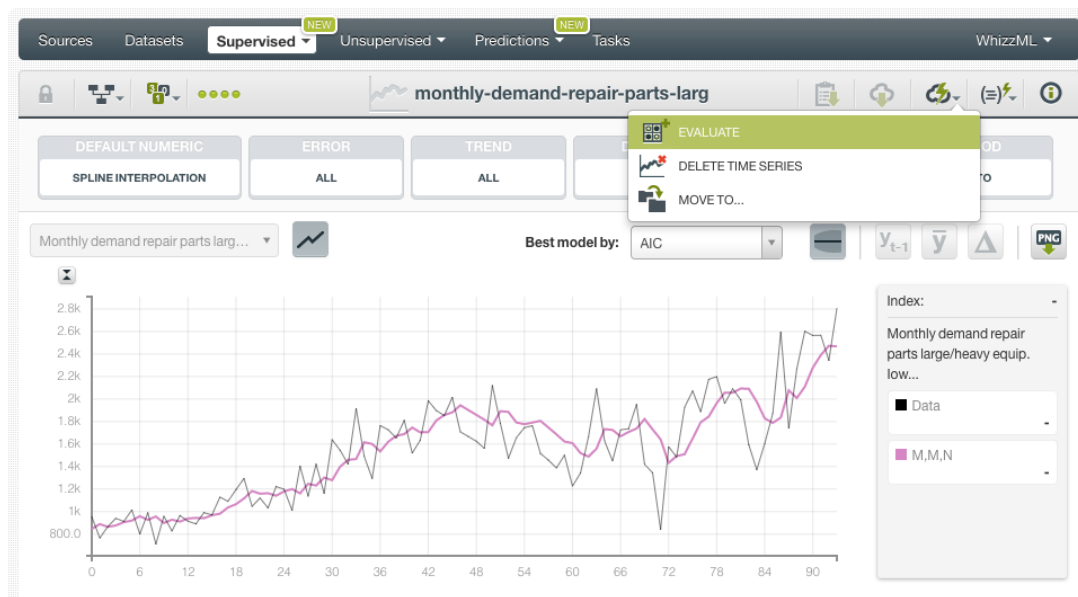 NEW
NEW
Sources Datasets Supervised Unsupervised Predictions Tasks WhizzML
monthly-demand-repair-parts-larg
EVALUATE
DELETE TIME SERIES
MOVE TO...
DEFAULT NUMERIC ERROR TREND
SPLINE INTERPOLATION ALL ALL
Monthly demand repair parts larg... Best model by: AIC yt-1 y Δ PNG
Index: -
Monthly demand repair
parts large/heavy equip.
low...
Data
-
M,M,N
-
2.8k
2.6k
2.4k
2.2k
2k
1.8k
1.6k
1.4k
1.2k
1k
800.0
0 6 12 18 24 30 36 42 48 54 60 66 72 78 84 90